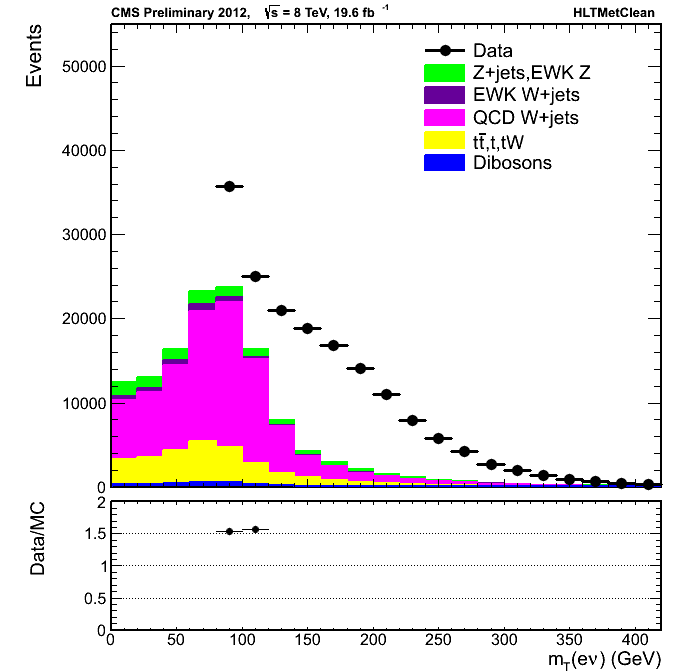 CMS Preliminary 2012, √s = 8 TeV, 19.6 fb⁻¹ HLTMetClean
Events
Data
Z+jets,EWK Z
EWK W+jets
QCD W+jets
tt̄,t,tW
Dibosons
50000
40000
30000
20000
10000
0
Data/MC
2
1.5
1
0.5
0
0 50 100 150 200 250 300 350 400
m_T(eν) (GeV)